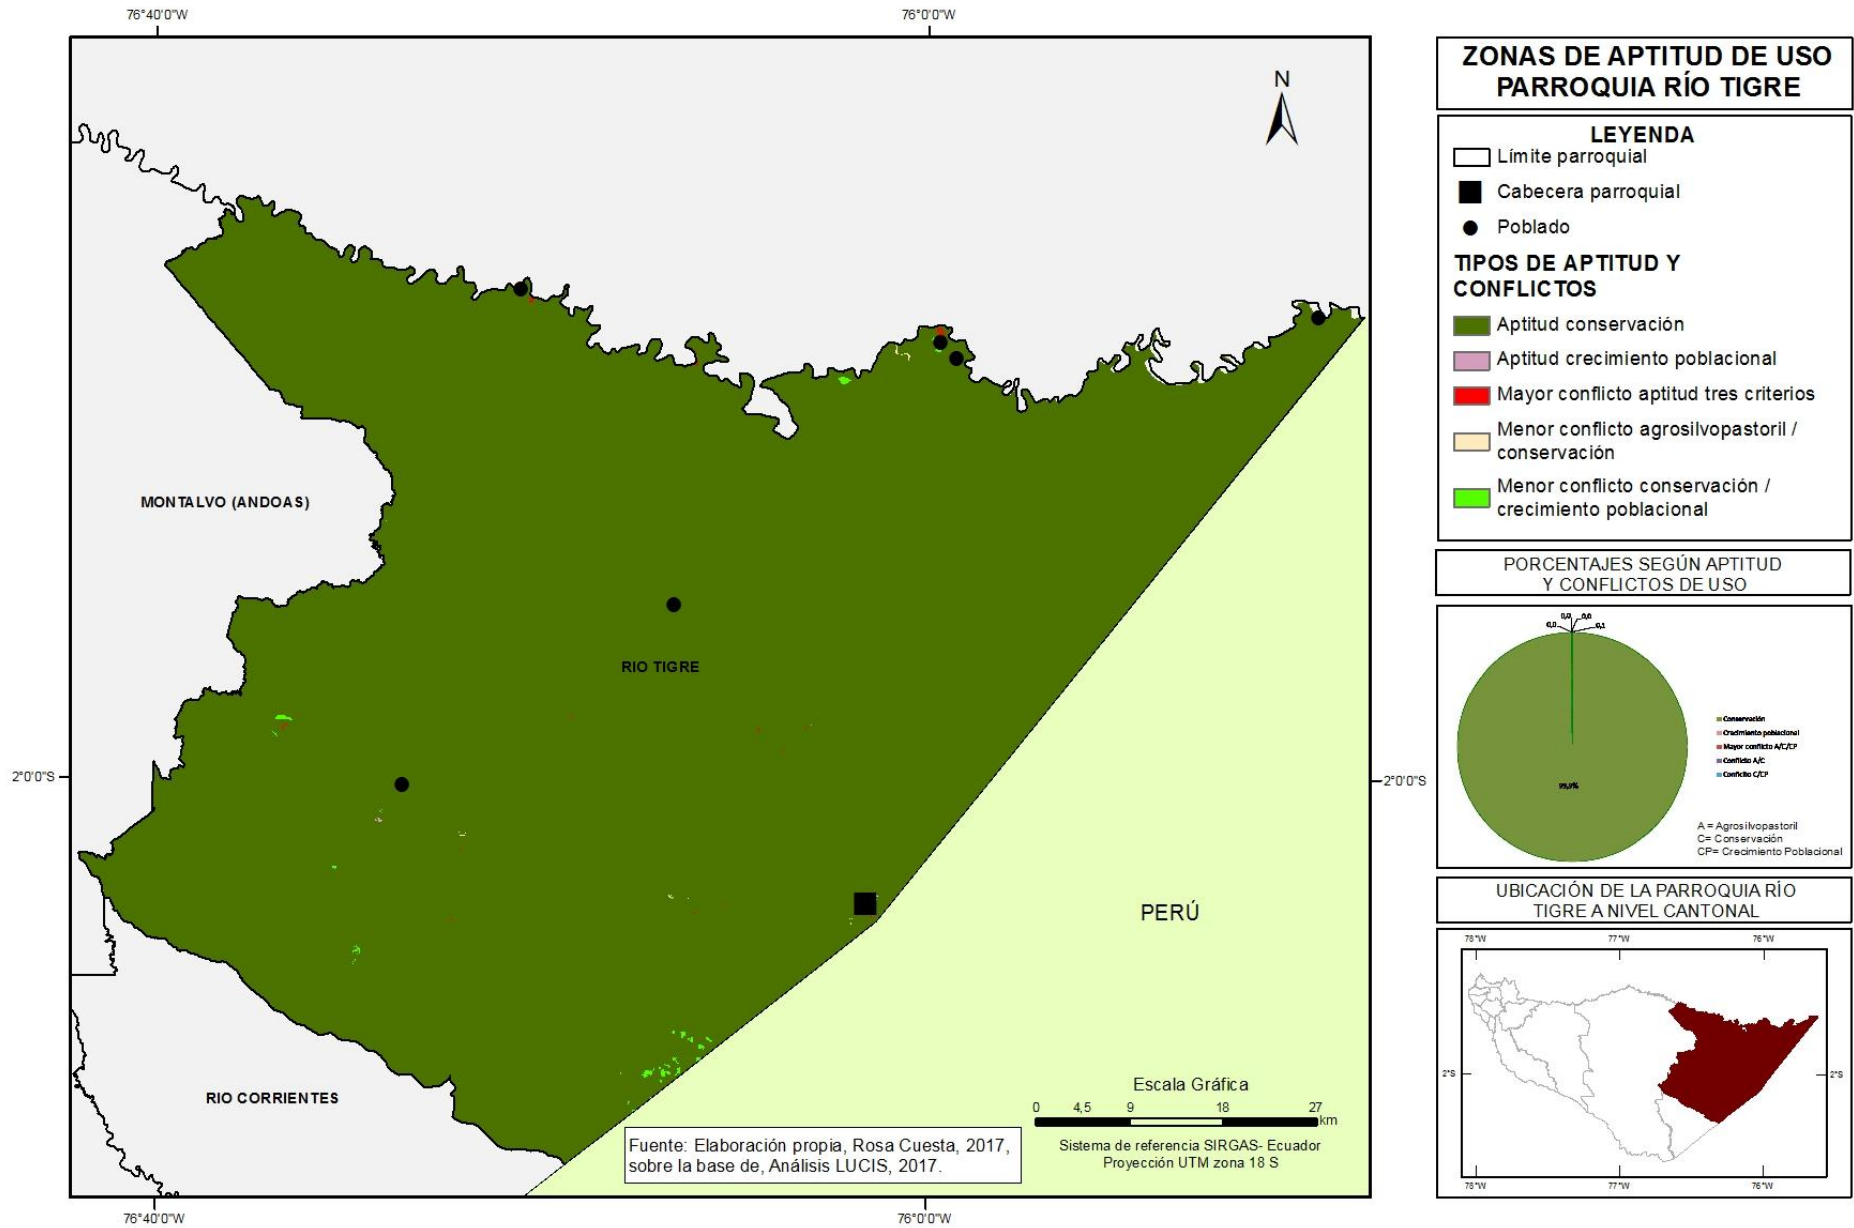 76°40'0"W
76°0'0"W
N
MONTALVO (ANDOAS)
RIO TIGRE
2°0'0"S
2°0'0"S
PERÚ
RIO CORRIENTES
Escala Gráfica
0 4,5 9 18 27
km
Sistema de referencia SIRGAS- Ecuador
Proyección UTM zona 18 S
Fuente: Elaboración propia, Rosa Cuesta, 2017,
sobre la base de, Análisis LUCIS, 2017.
76°40'0"W
76°0'0"W
ZONAS DE APTITUD DE USO
PARROQUIA RÍO TIGRE
LEYENDA
Límite parroquial
Cabecera parroquial
Poblado
TIPOS DE APTITUD Y
CONFLICTOS
Aptitud conservación
Aptitud crecimiento poblacional
Mayor conflicto aptitud tres criterios
Menor conflicto agrosilvopastoril /
conservación
Menor conflicto conservación /
crecimiento poblacional
PORCENTAJES SEGÚN APTITUD
Y CONFLICTOS DE USO
0,0 0,0 0,0 0,1
99,9%
Conservación
Crecimiento poblacional
Mayor conflicto A/C/CP
Conflicto A/C
Conflicto C/CP
A = Agrosilvopastoril
C= Conservación
CP= Crecimiento Poblacional
UBICACIÓN DE LA PARROQUIA RÍO
TIGRE A NIVEL CANTONAL
78°W 77°W 76°W
2°S 2°S
78°W 77°W 76°W